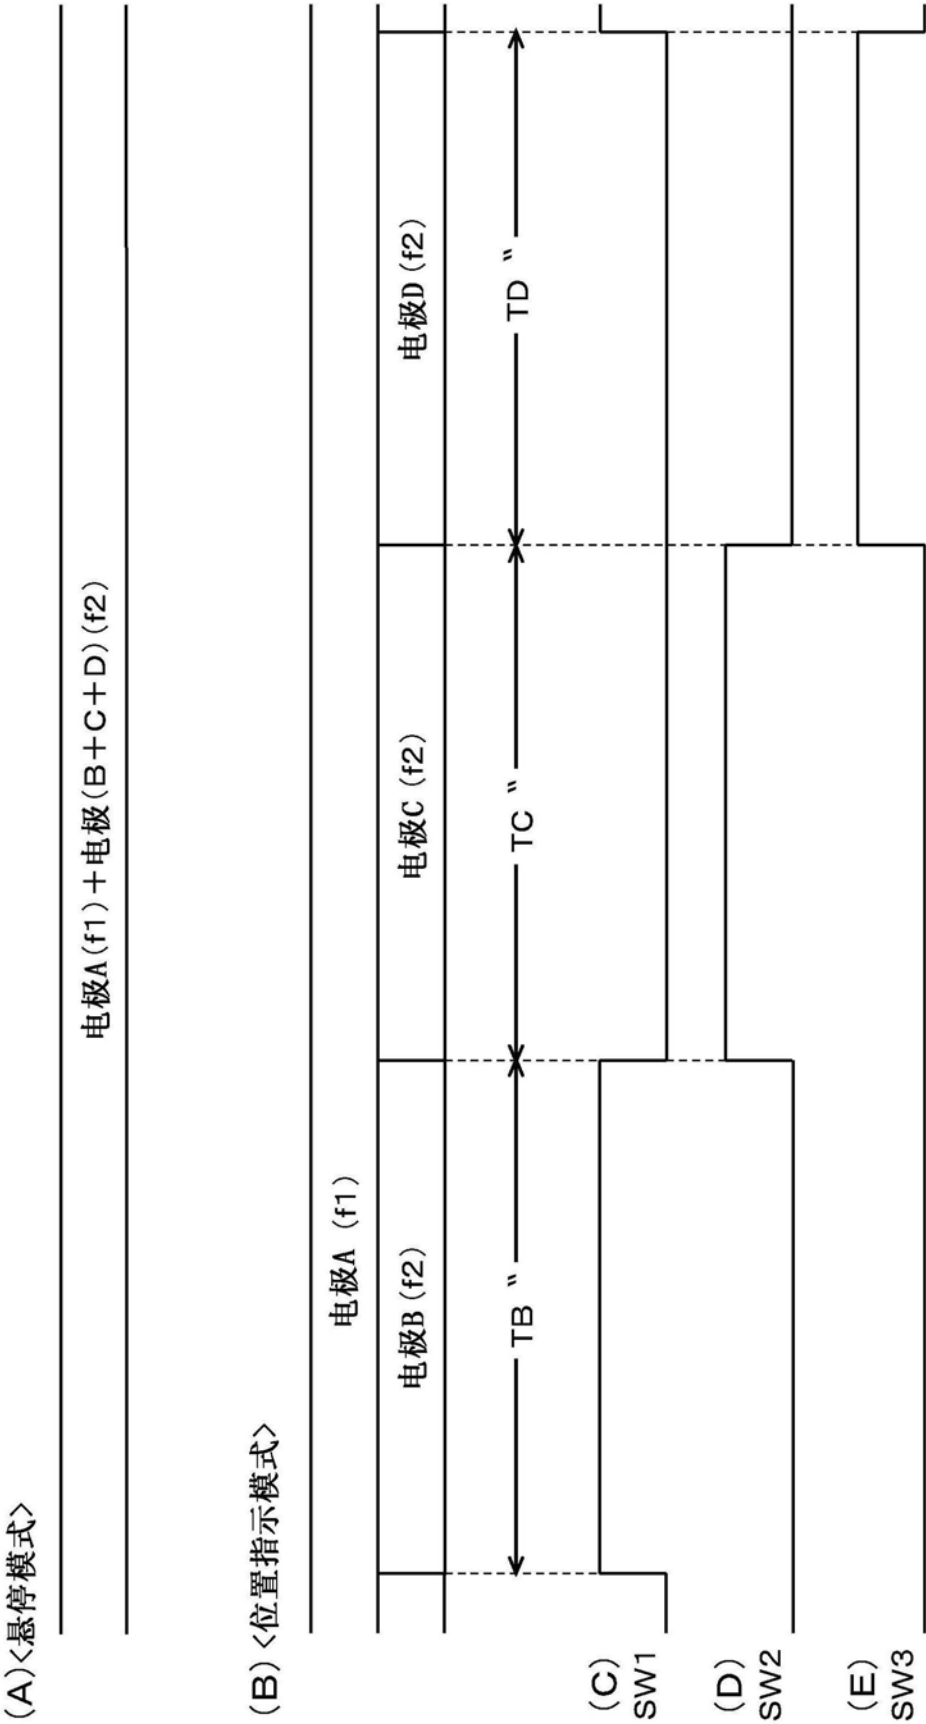 (A)<悬停模式>
电极A(f1)+电极(B+C+D)(f2)
(B)<位置指示模式>
电极A (f1)
电极B(f2) 电极C(f2) 电极D(f2)
TB" TC" TD"
(C)
SW1
(D)
SW2
(E)
SW3